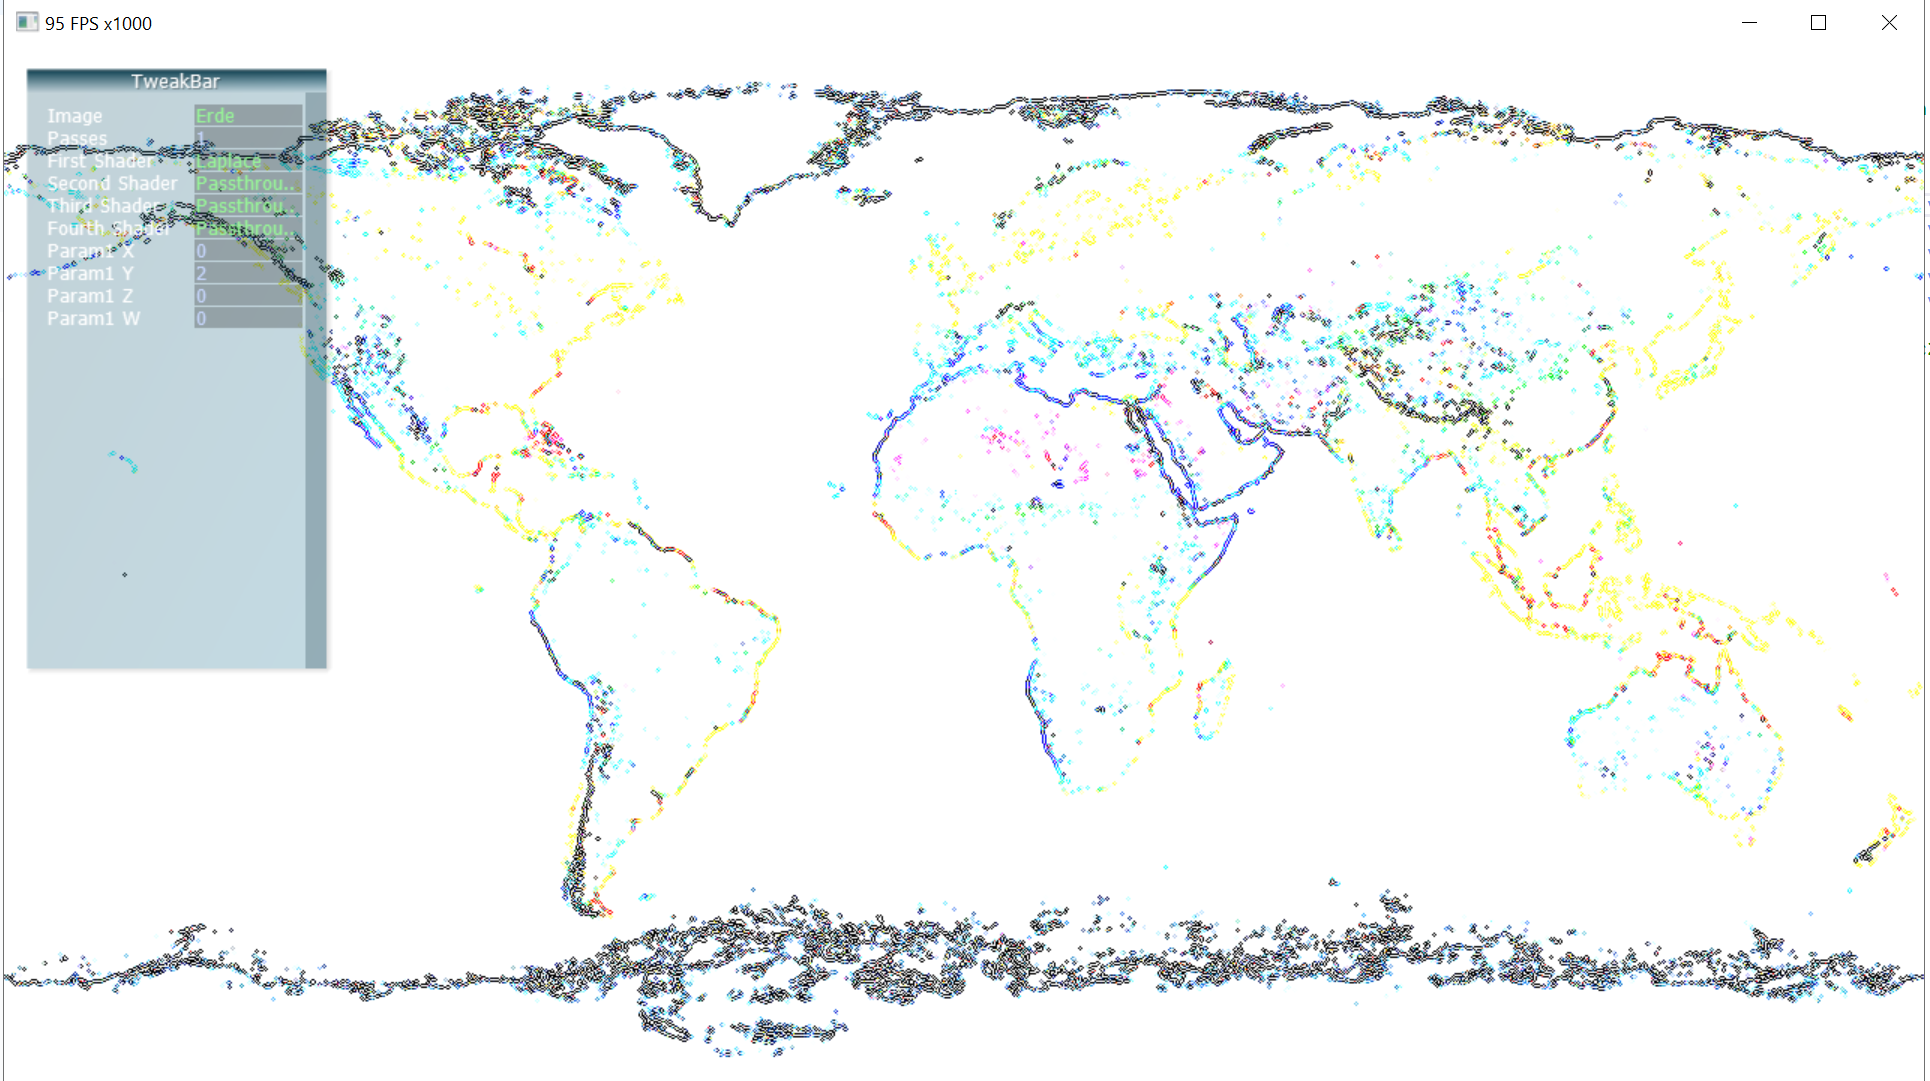 95 FPS x1000
TweakBar
Image Erde
Passes 1
First Shader Laplace
Second Shader Passthrou..
Third Shader Passthrou..
Fourth Shader Passthrou..
Param1 X 0
Param1 Y 2
Param1 Z 0
Param1 W 0